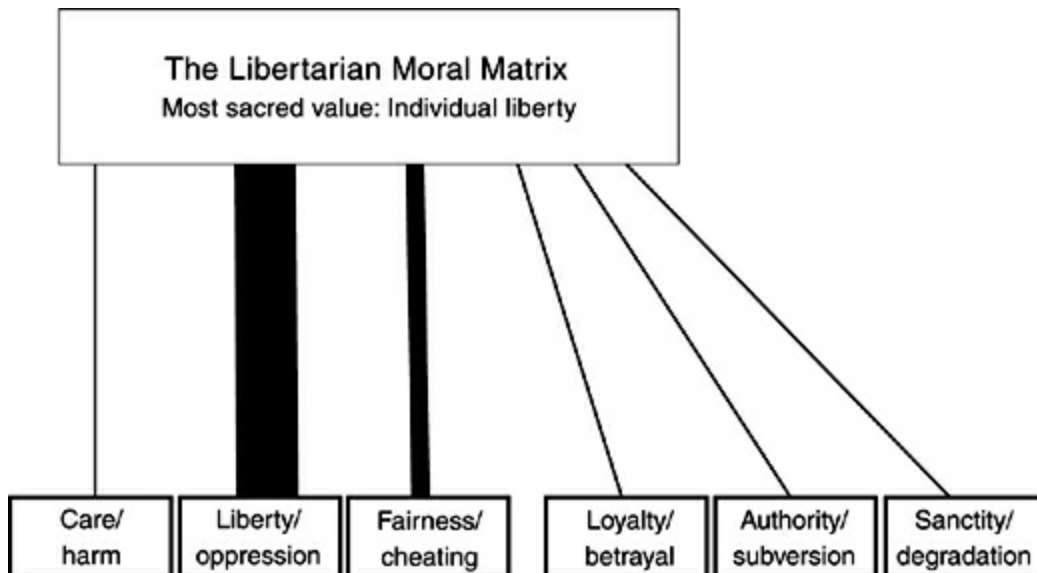 The Libertarian Moral Matrix
Most sacred value: Individual liberty
Care/
harm
Liberty/
oppression
Fairness/
cheating
Loyalty/
betrayal
Authority/
subversion
Sanctity/
degradation